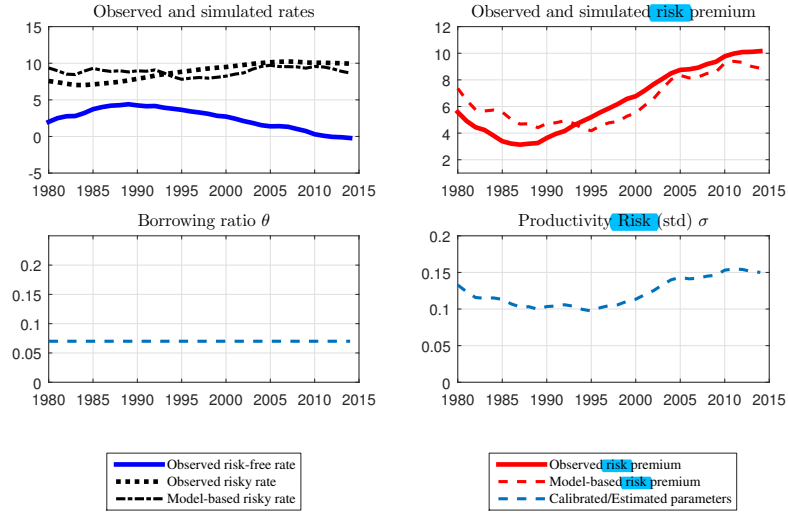 Observed and simulated rates
15
10
5
0
-5
1980 1985 1990 1995 2000 2005 2010 2015
Observed and simulated risk premium
12
10
8
6
4
2
1980 1985 1990 1995 2000 2005 2010 2015
Borrowing ratio θ
0.2
0.15
0.1
0.05
0
1980 1985 1990 1995 2000 2005 2010 2015
Productivity Risk (std) σ
0.2
0.15
0.1
0.05
0
1980 1985 1990 1995 2000 2005 2010 2015
Observed risk-free rate
Observed risky rate
Model-based risky rate
Observed risk premium
Model-based risk premium
Calibrated/Estimated parameters